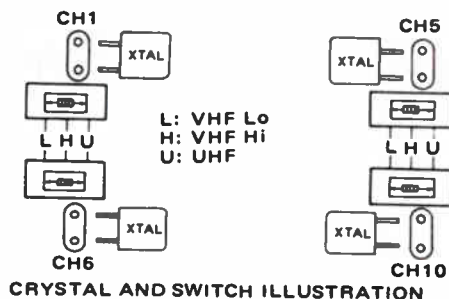 CH1
XTAL
CH5
XTAL
L H U
L: VHF Lo
H: VHF Hi
U: UHF
L H U
XTAL
CH6
XTAL
CH10
CRYSTAL AND SWITCH ILLUSTRATION